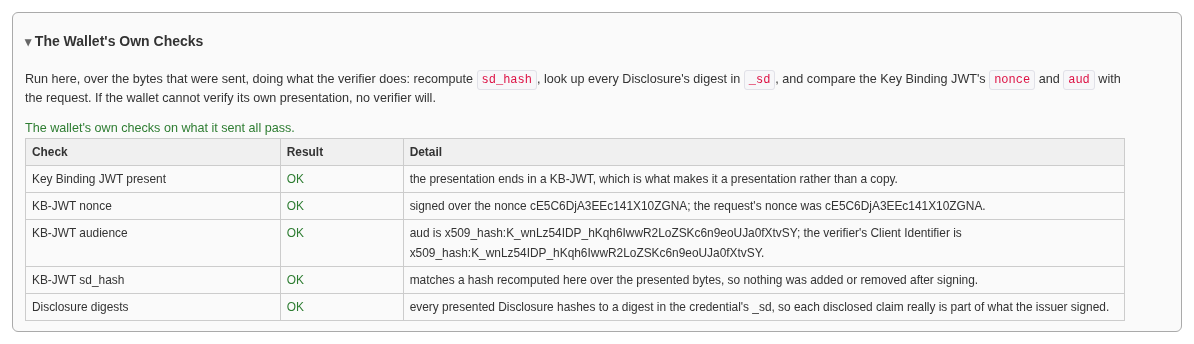 ▾ The Wallet's Own Checks
Run here, over the bytes that were sent, doing what the verifier does: recompute sd_hash, look up every Disclosure's digest in _sd, and compare the Key Binding JWT's nonce and aud with
the request. If the wallet cannot verify its own presentation, no verifier will.
The wallet's own checks on what it sent all pass.
Check Result Detail
Key Binding JWT present OK the presentation ends in a KB-JWT, which is what makes it a presentation rather than a copy.
KB-JWT nonce OK signed over the nonce cE5C6DjA3EEc141X10ZGNA; the request's nonce was cE5C6DjA3EEc141X10ZGNA.
KB-JWT audience OK aud is x509_hash:K_wnLz54IDP_hKqh6IwwR2LoZSKc6n9eoUJa0fXtvSY; the verifier's Client Identifier is
x509_hash:K_wnLz54IDP_hKqh6IwwR2LoZSKc6n9eoUJa0fXtvSY.
KB-JWT sd_hash OK matches a hash recomputed here over the presented bytes, so nothing was added or removed after signing.
Disclosure digests OK every presented Disclosure hashes to a digest in the credential's _sd, so each disclosed claim really is part of what the issuer signed.